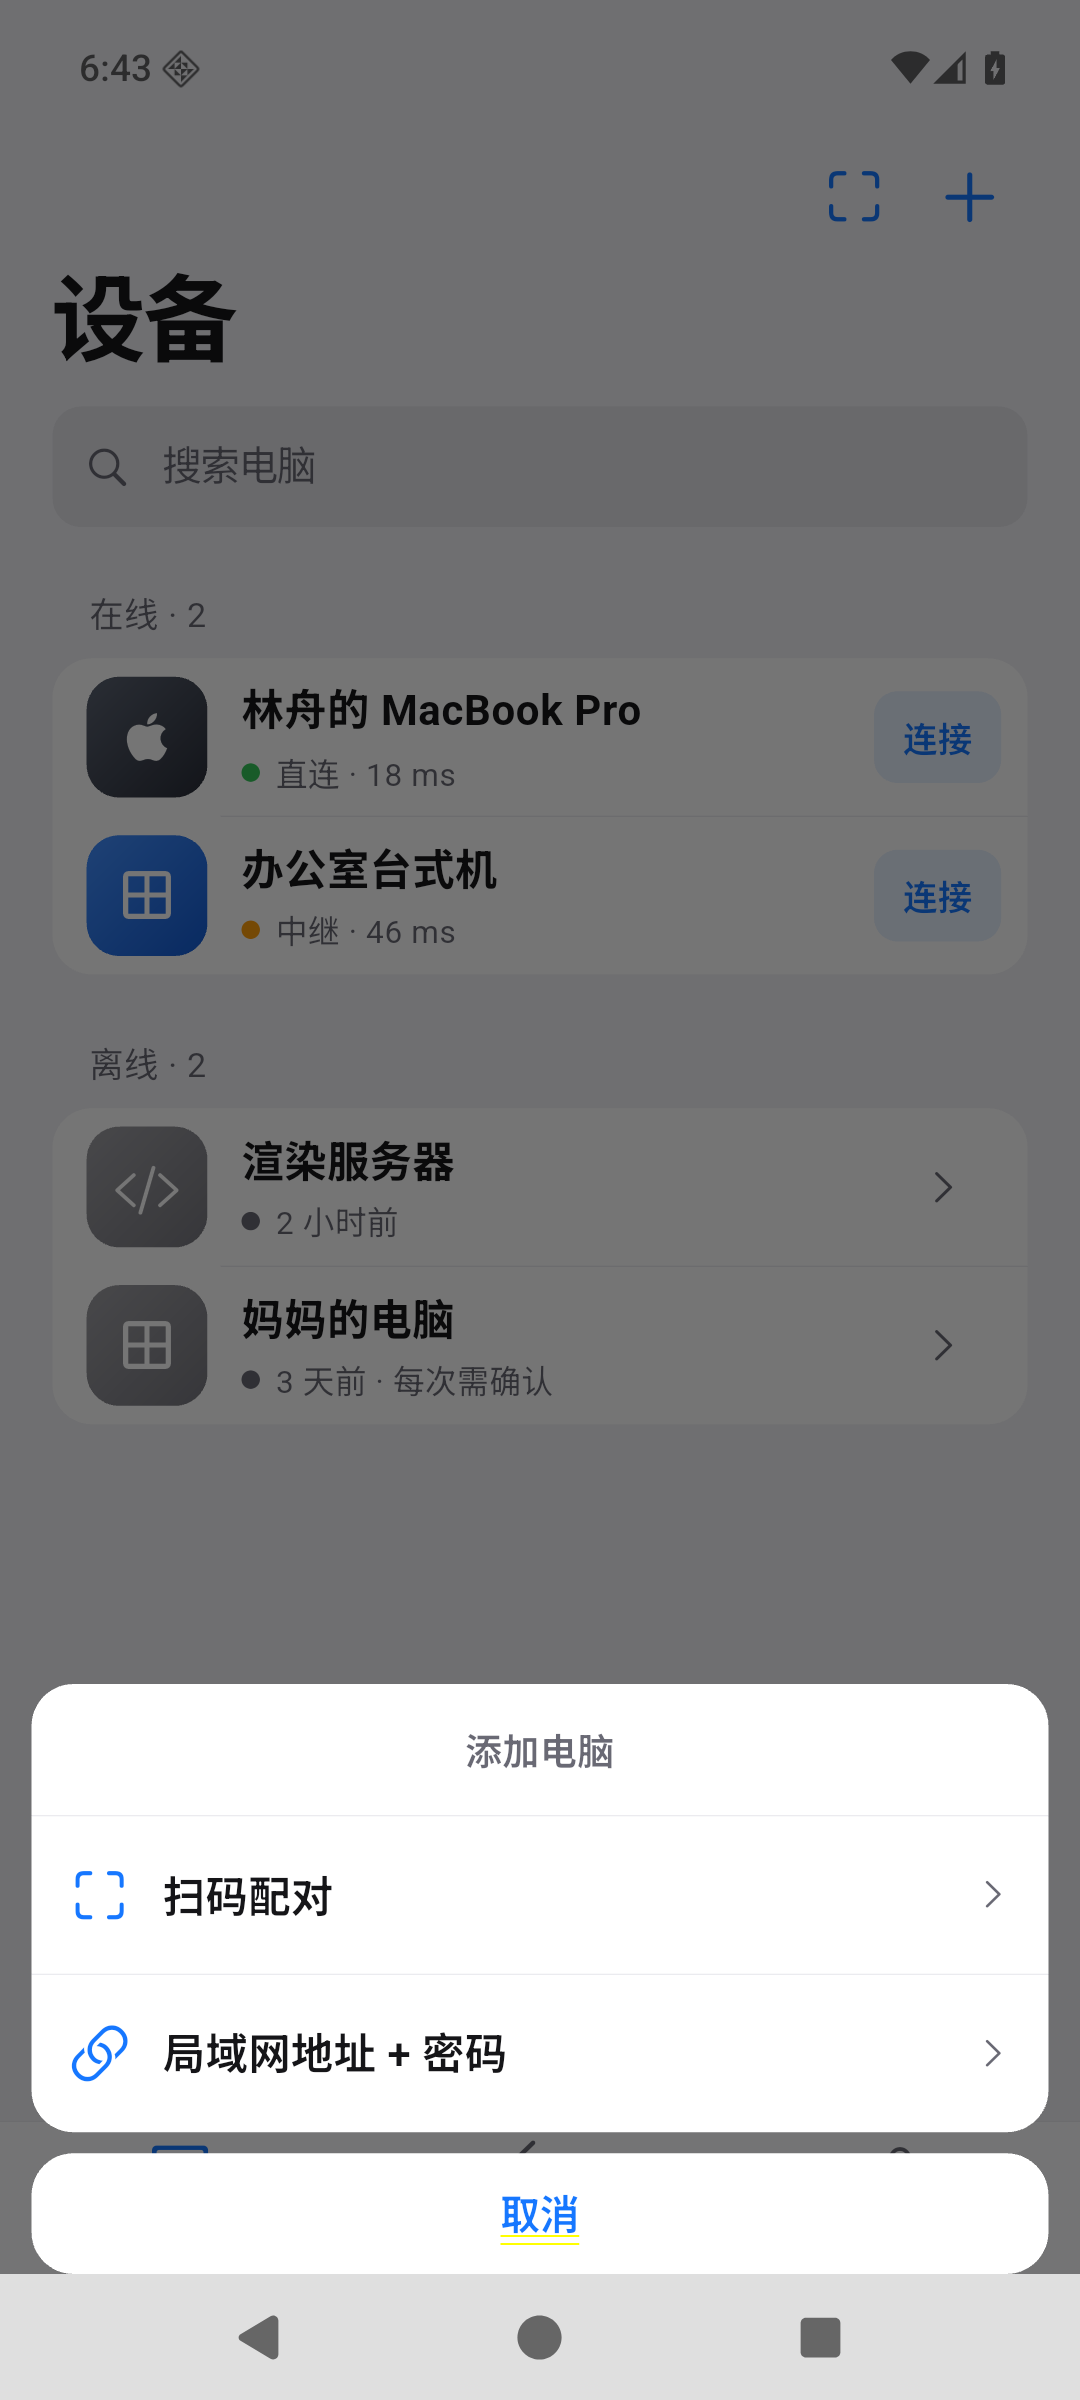 6:43
设备
搜索电脑
在线 · 2
林舟的 MacBook Pro
直连 · 18 ms
连接
办公室台式机
中继 · 46 ms
连接
离线 · 2
渲染服务器
2 小时前
妈妈的电脑
3 天前 · 每次需确认
添加电脑
扫码配对
局域网地址 + 密码
取消